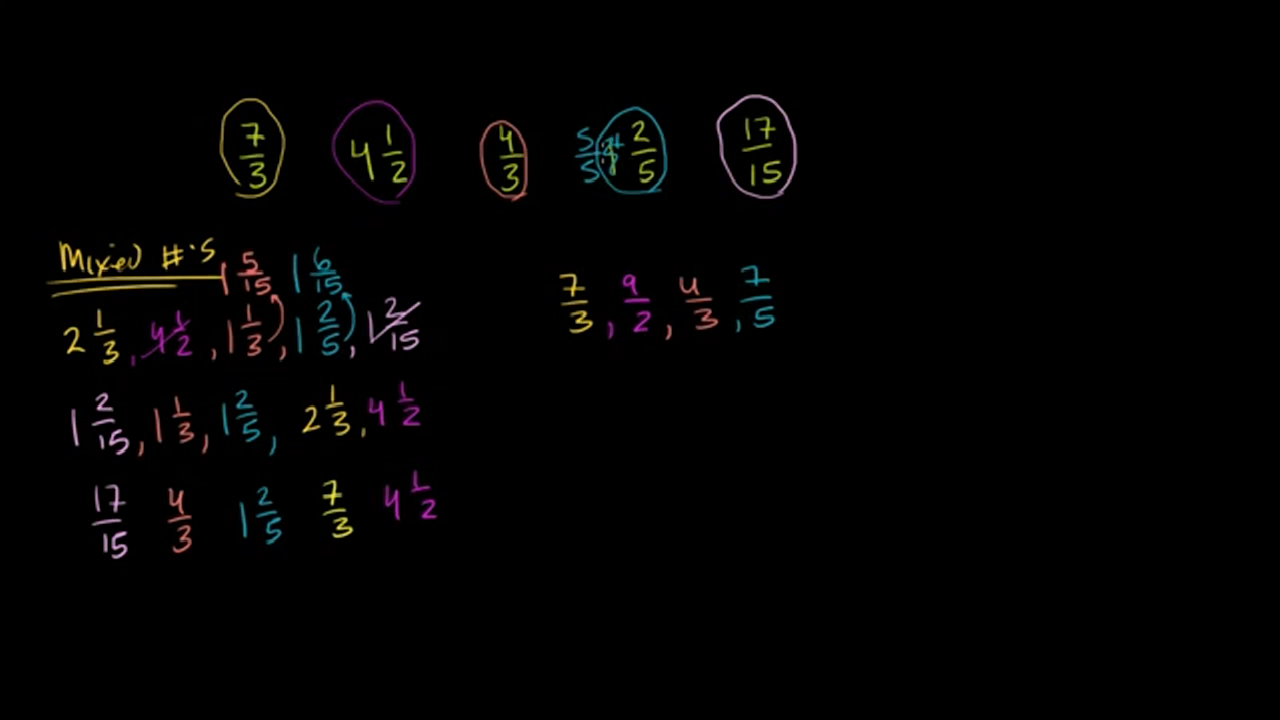 7/3 4 1/2 4/3 5/5 + 2/5 17/15
Mixed #'s 1 5/15 1 6/15
2 1/3, 4 1/2, 1 1/3, 1 2/5, 1 2/15
7/3, 9/2, 4/3, 7/5
1 2/15, 1 1/3, 1 2/5, 2 1/3, 4 1/2
17/15 4/3 1 2/5 7/3 4 1/2